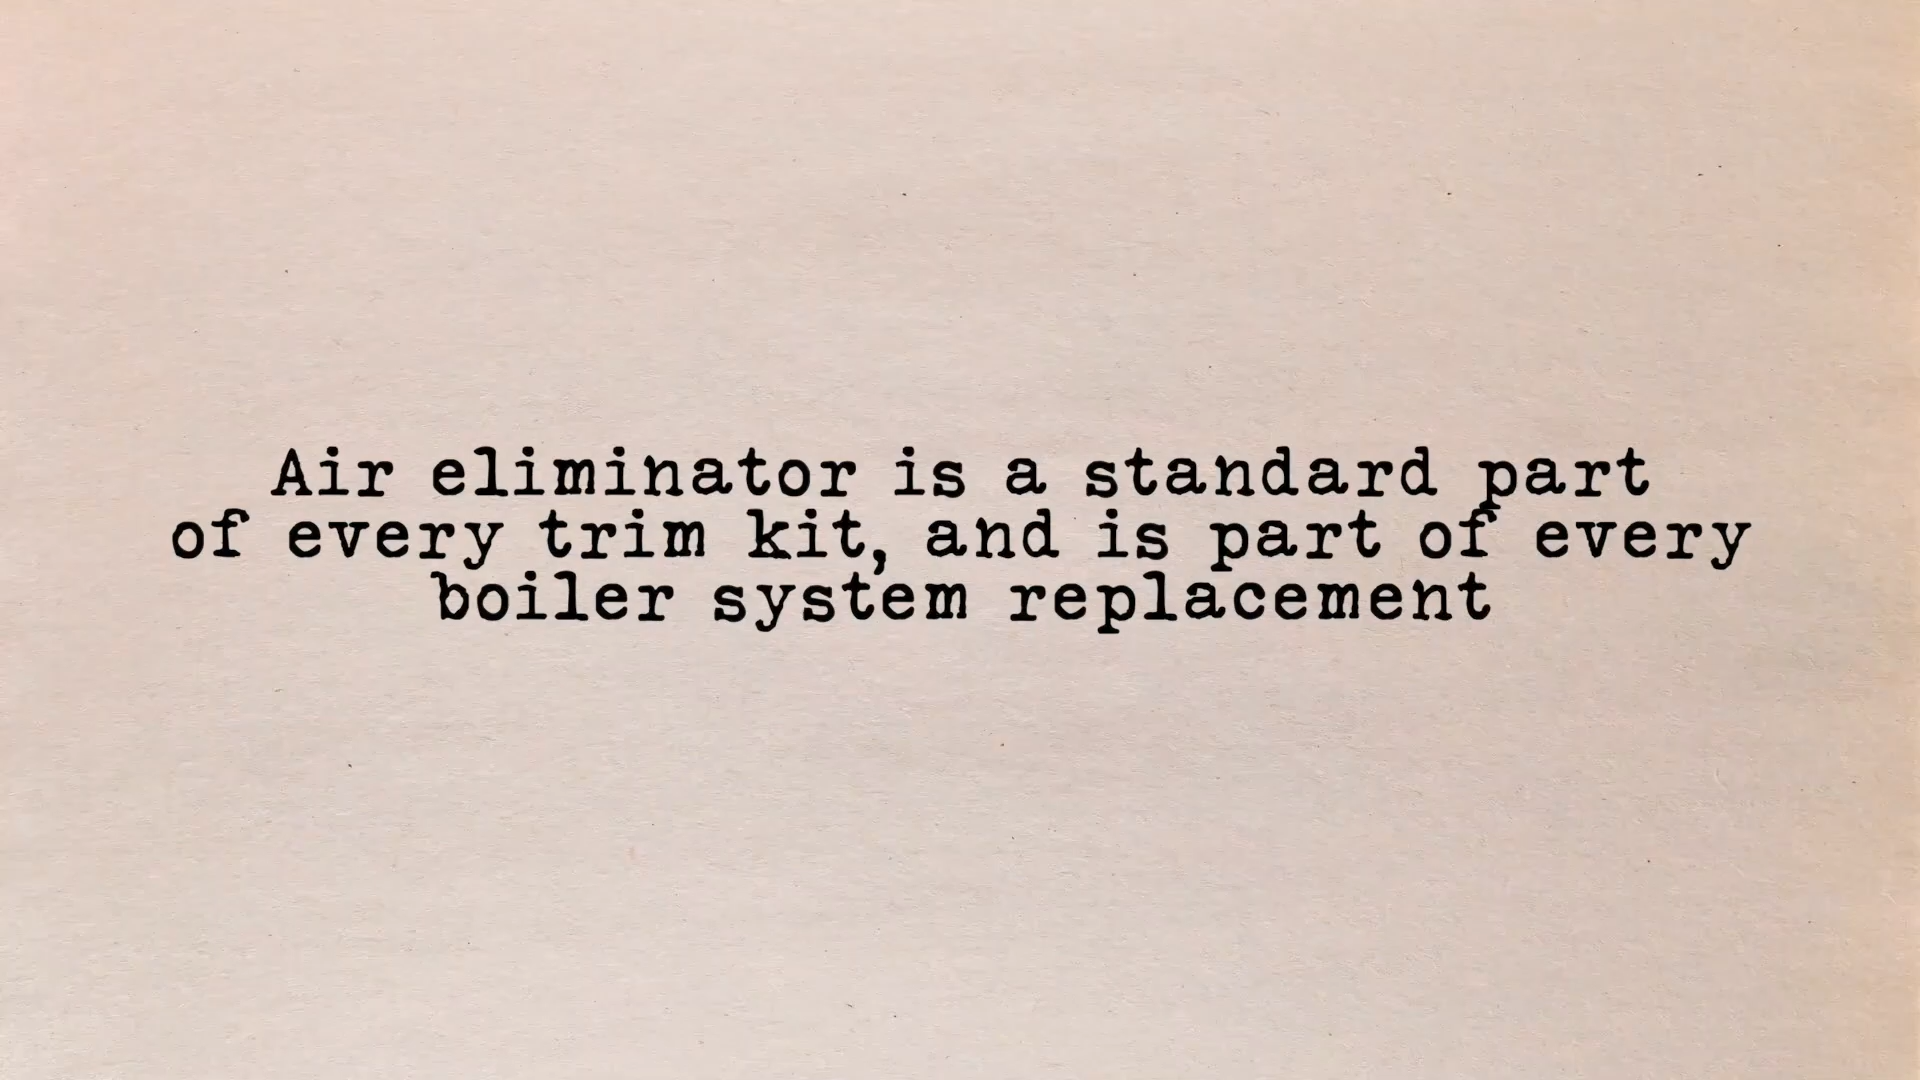 Air eliminator is a standard part
of every trim kit, and is part of every
boiler system replacement